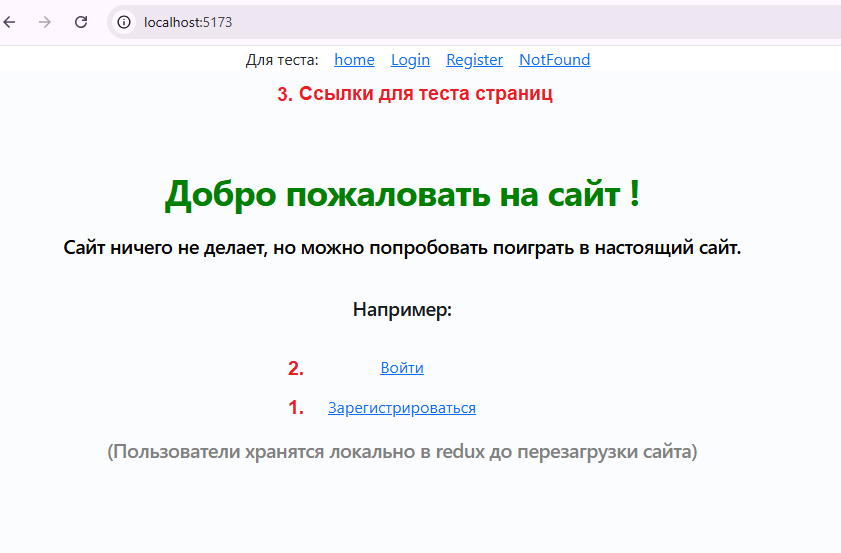 localhost:5173
Для теста: home Login Register NotFound
3. Ссылки для теста страниц
Добро пожаловать на сайт !
Сайт ничего не делает, но можно попробовать поиграть в настоящий сайт.
Например:
2. Войти
1. Зарегистрироваться
(Пользователи хранятся локально в redux до перезагрузки сайта)